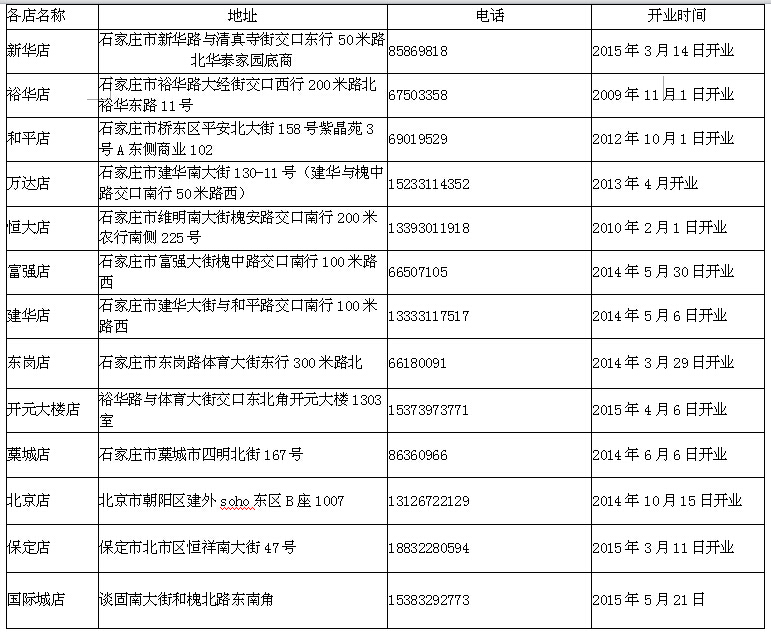 各店名称 地址 电话 开业时间
新华店 石家庄市新华路与清真寺街交口东行 50 米路 85869818 2015 年 3 月 14 日开业
北华泰家园底商
裕华店 石家庄市裕华路大经街交口西行 200 米路北 67503358 2009 年 11 月 1 日开业
裕华东路 11 号
和平店 石家庄市桥东区平安北大街 158 号紫晶苑 3 69019529 2012 年 10 月 1 日开业
号 A 东侧商业 102
万达店 石家庄市建华南大街 130-11 号（建华与槐中 15233114352 2013 年 4 月开业
路交口南行 50 米路西）
恒大店 石家庄市维明南大街槐安路交口南行 200 米 13393011918 2010 年 2 月 1 日开业
农行南侧 225 号
富强店 石家庄市富强大街槐中路交口南行 100 米路 66507105 2014 年 5 月 30 日开业
西
建华店 石家庄市建华大街与和平路交口南行 100 米 13333117517 2014 年 5 月 6 日开业
路西
东岗店 石家庄市东岗路体育大街东行 300 米路北 66180091 2014 年 3 月 29 日开业
开元大楼店 裕华路与体育大街交口东北角开元大楼 1303 15373973771 2015 年 4 月 6 日开业
室
藁城店 石家庄市藁城市四明北街 167 号 86360966 2014 年 6 月 6 日开业
北京店 北京市朝阳区建外 soho 东区 B 座 1007 13126722129 2014 年 10 月 15 日开业
保定店 保定市北市区恒祥南大街 47 号 18832280594 2015 年 3 月 11 日开业
国际城店 谈固南大街和槐北路东南角 15383292773 2015 年 5 月 21 日